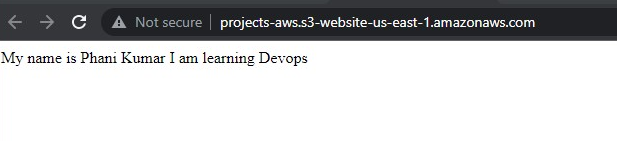 Not secure projects-aws.s3-website-us-east-1.amazonaws.com
My name is Phani Kumar I am learning Devops